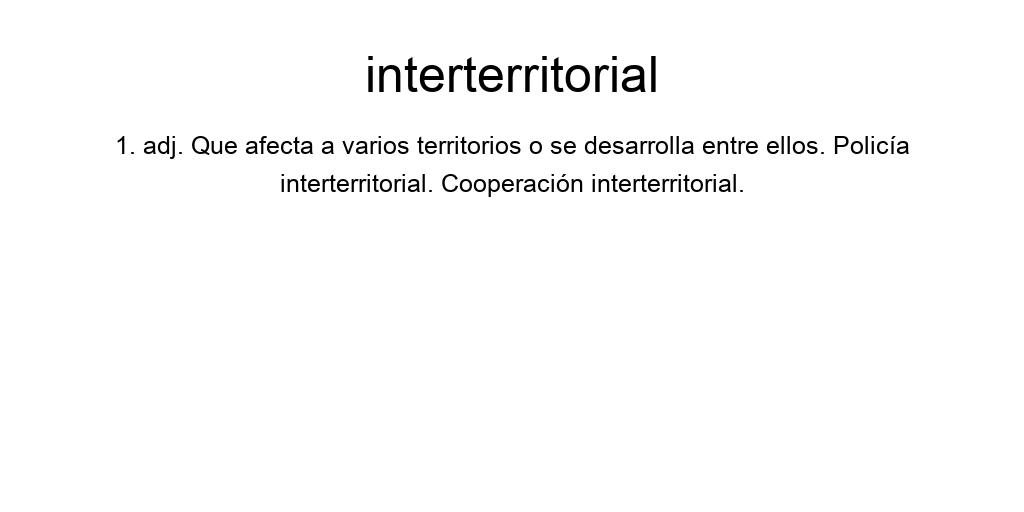 interterritorial
1. adj. Que afecta a varios territorios o se desarrolla entre ellos. Policía
interterritorial. Cooperación interterritorial.